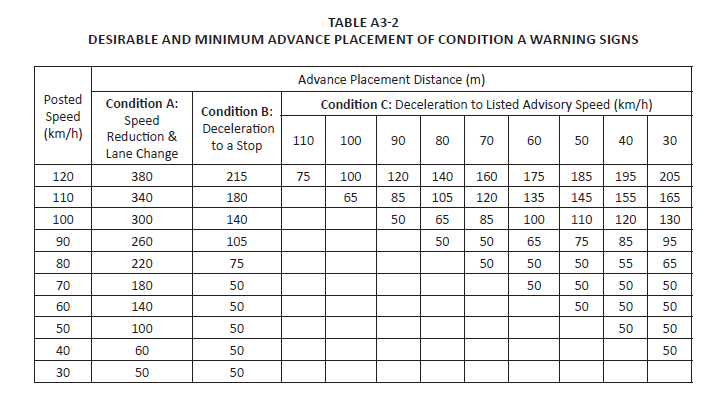 TABLE A3-2
DESIRABLE AND MINIMUM ADVANCE PLACEMENT OF CONDITION A WARNING SIGNS
Posted Speed (km/h)
Advance Placement Distance (m)
Condition A: Speed Reduction & Lane Change
Condition B: Deceleration to a Stop
Condition C: Deceleration to Listed Advisory Speed (km/h)
110 100 90 80 70 60 50 40 30
120 380 215 75 100 120 140 160 175 185 195 205
110 340 180 65 85 105 120 135 145 155 165
100 300 140 50 65 85 100 110 120 130
90 260 105 50 50 65 75 85 95
80 220 75 50 50 50 55 65
70 180 50 50 50 50 50
60 140 50 50 50 50
50 100 50 50 50
40 60 50 50
30 50 50